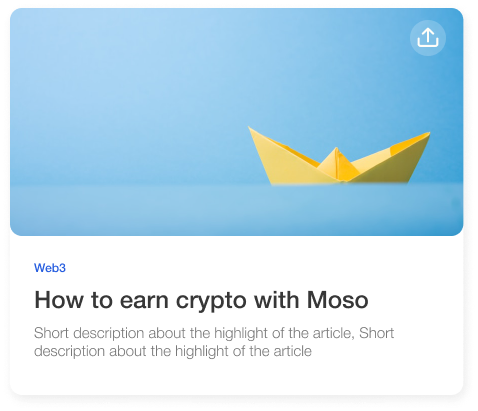 Web3
How to earn crypto with Moso
Short description about the highlight of the article, Short
description about the highlight of the article